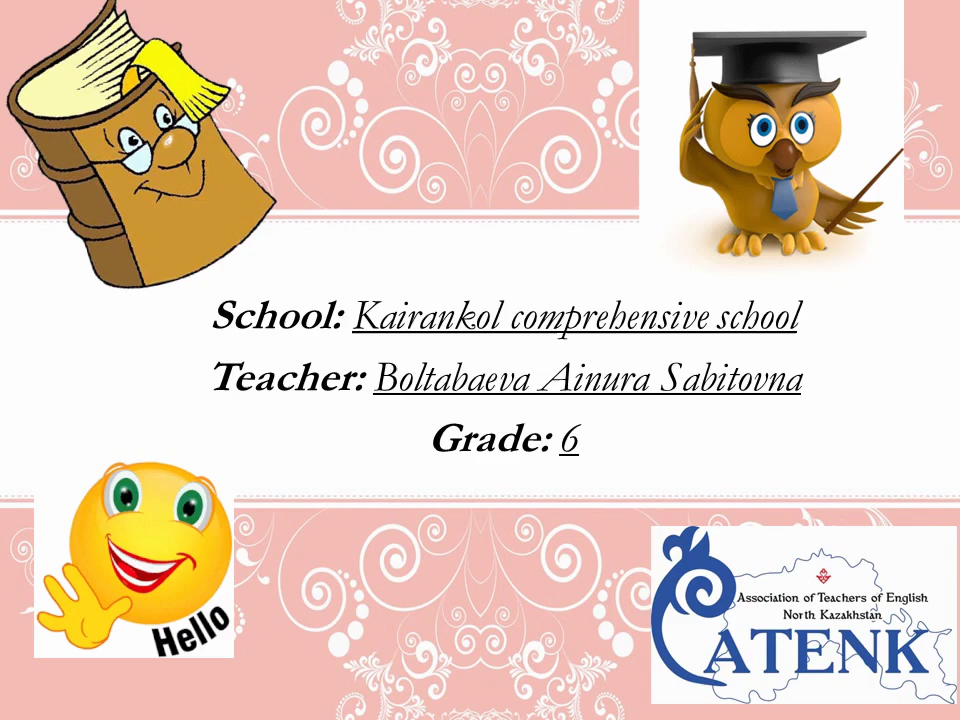 School: Kairankol comprehensive school
Teacher: Boltabaeva Ainura Sabitovna
Grade: 6
Hello
Association of Teachers of English
North Kazakhstan
ATENK